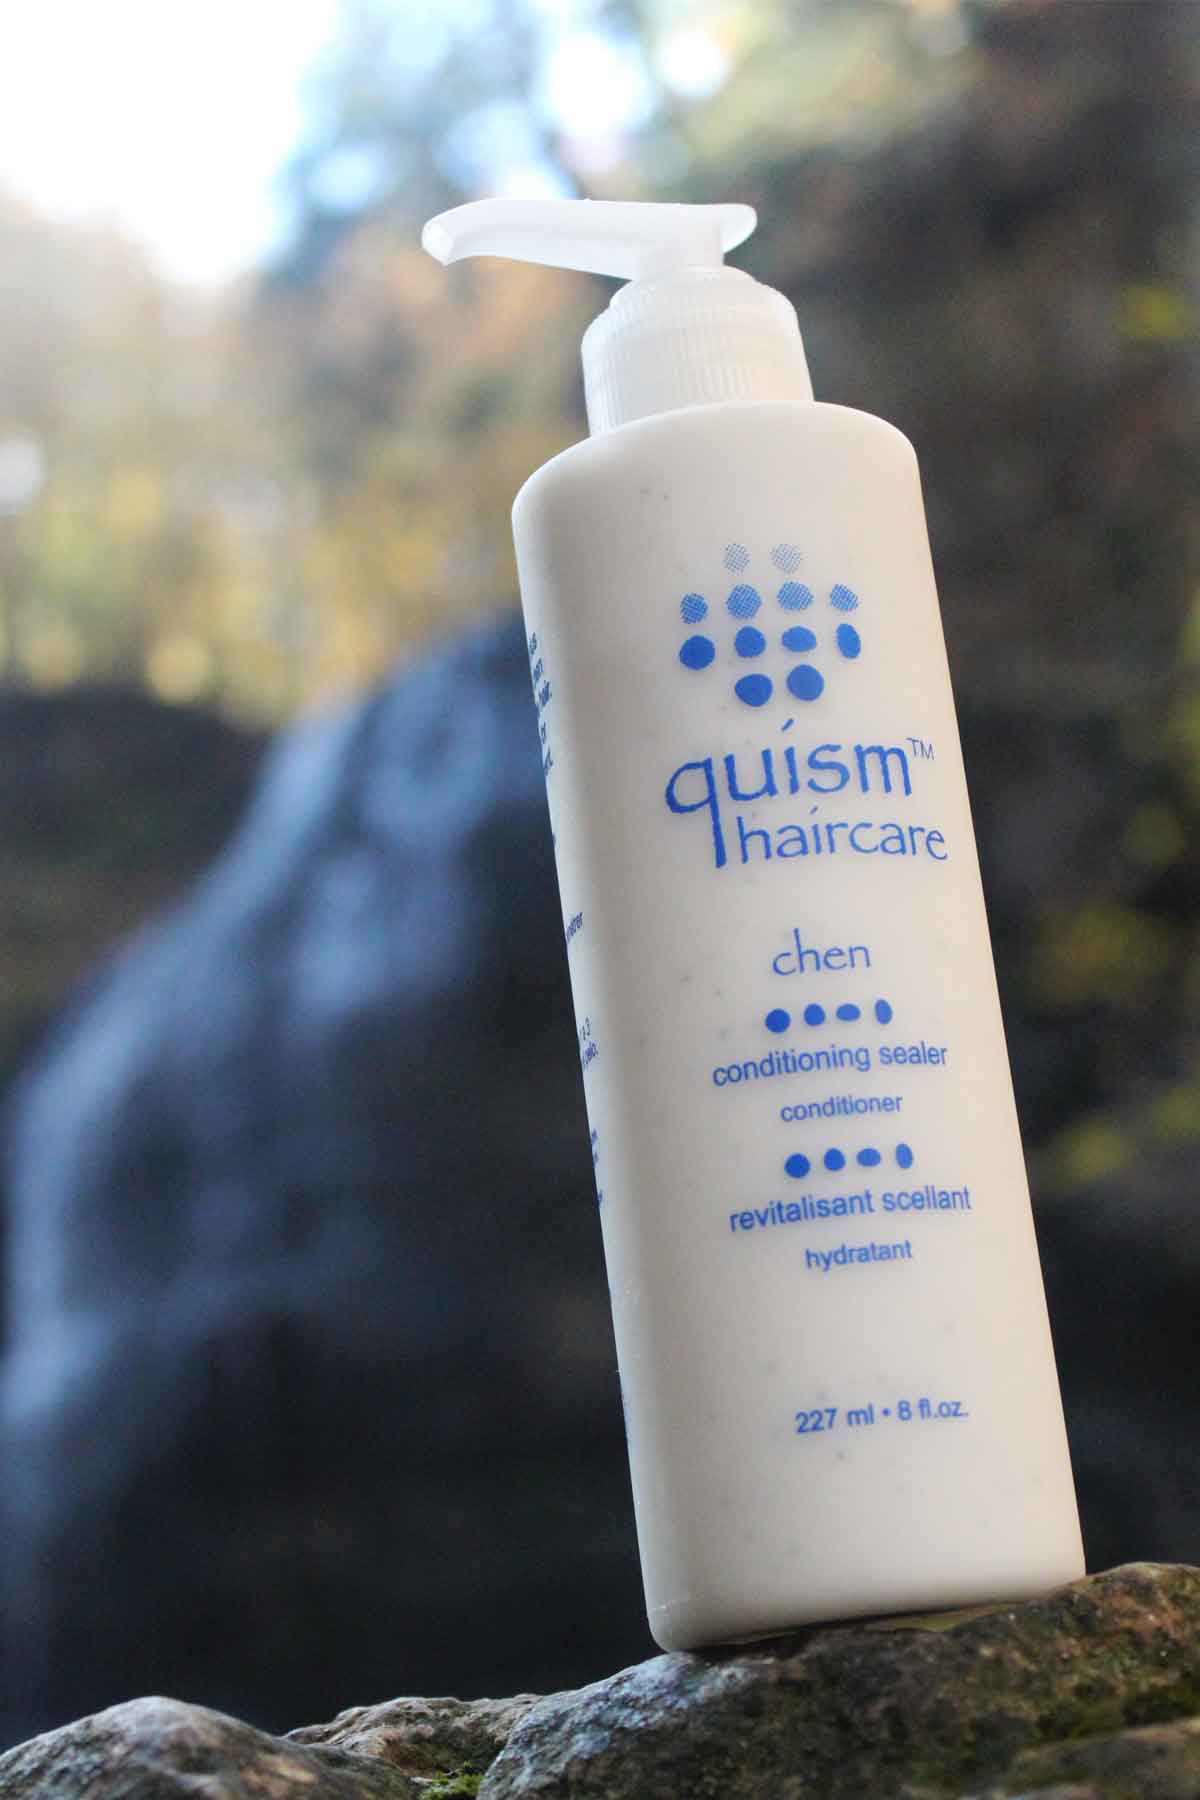 quism™
haircare
chen
conditioning sealer
conditioner
revitalisant scellant
hydratant
227 ml • 8 fl.oz.